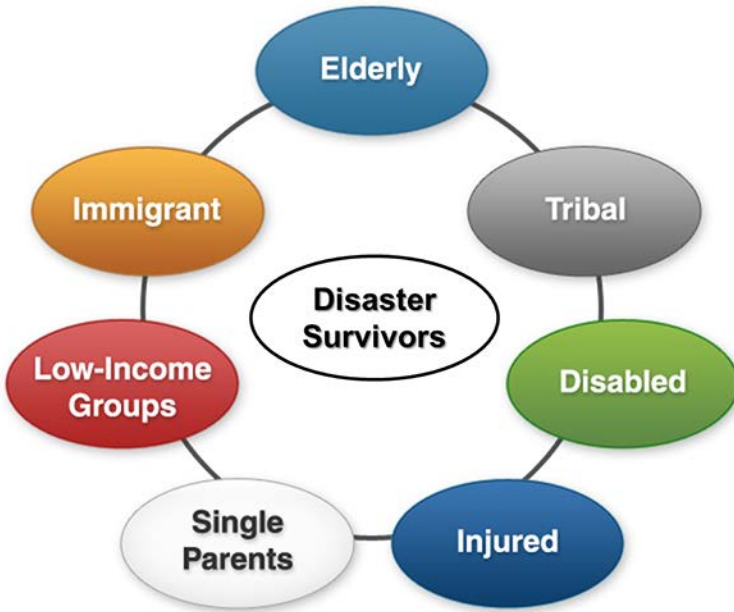 Elderly
Immigrant
Tribal
Disaster
Survivors
Low-Income
Groups
Disabled
Single
Parents
Injured